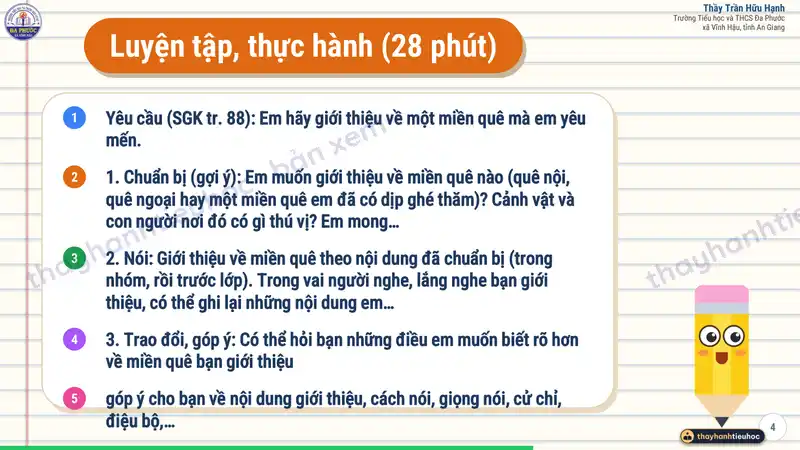 Thầy Trần Hữu Hạnh
Trường Tiểu học và THCS Đa Phước
xã Vĩnh Hậu, tỉnh An Giang
ĐA PHƯỚC
Luyện tập, thực hành (28 phút)
1
Yêu cầu (SGK tr. 88): Em hãy giới thiệu về một miền quê mà em yêu
mến.
2
1. Chuẩn bị (gợi ý): Em muốn giới thiệu về miền quê nào (quê nội,
quê ngoại hay một miền quê em đã có dịp ghé thăm)? Cảnh vật và
con người nơi đó có gì thú vị? Em mong...
3
2. Nói: Giới thiệu về miền quê theo nội dung đã chuẩn bị (trong
nhóm, rồi trước lớp). Trong vai người nghe, lắng nghe bạn giới
thiệu, có thể ghi lại những nội dung em...
4
3. Trao đổi, góp ý: Có thể hỏi bạn những điều em muốn biết rõ hơn
về miền quê bạn giới thiệu
5
góp ý cho bạn về nội dung giới thiệu, cách nói, giọng nói, cử chỉ,
điệu bộ,...
thayhanhtieuhoc - bản xem
thayhanhtie
thayhanhtieuhoc
4